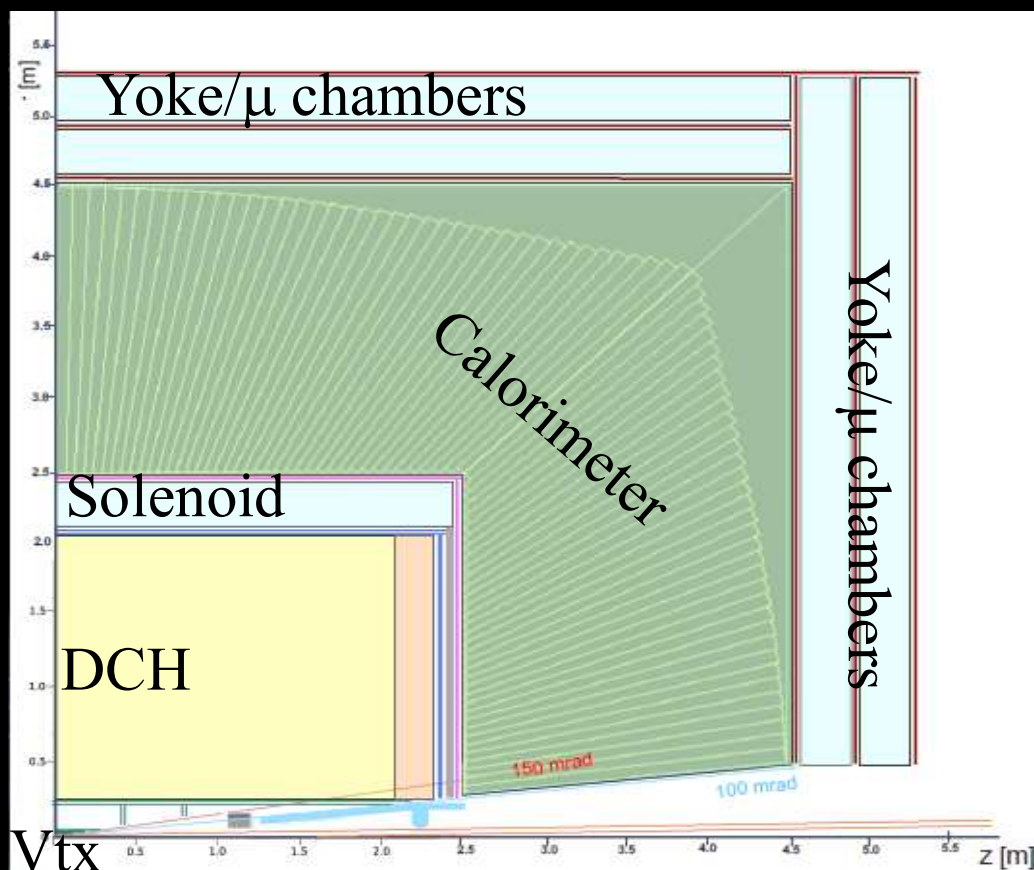 5.5
[m]
Yoke/μ chambers
5.0
4.5
4.0
3.5
3.0
2.5
2.0
1.5
1.0
0.5
Calorimeter
Yoke/μ chambers
Solenoid
DCH
150 mrad
100 mrad
Vtx
0.5 1.0 1.5 2.0 2.5 3.0 3.5 4.0 4.5 5.0 5.5
z [m]